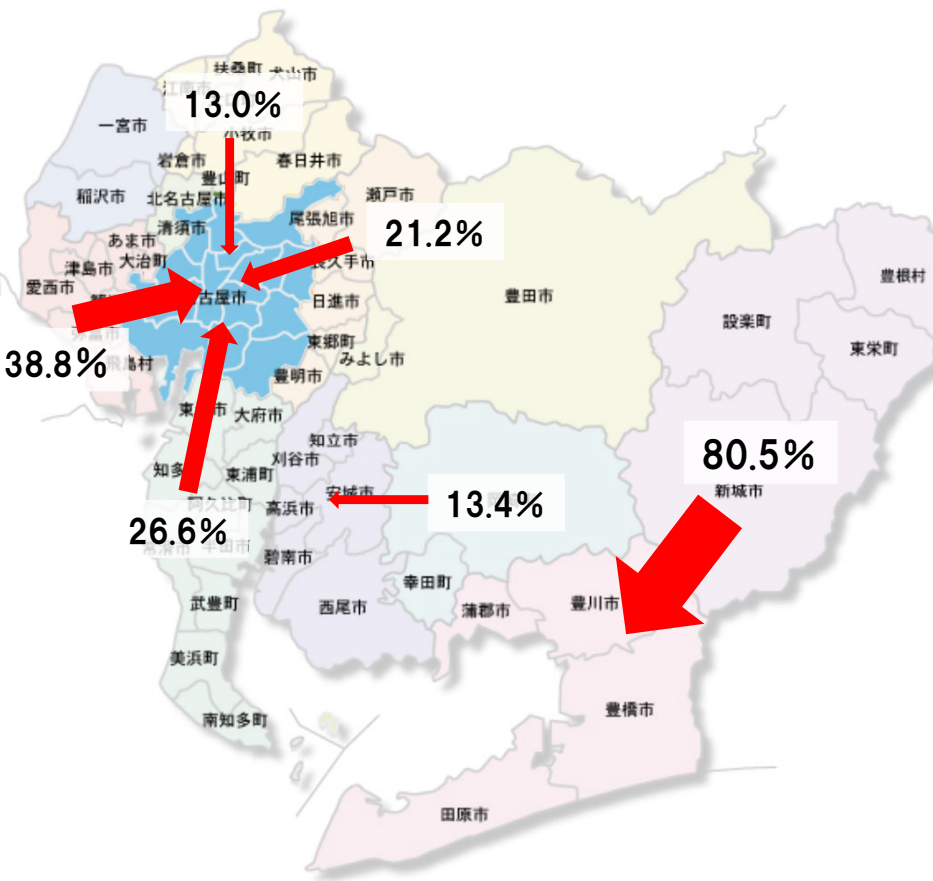 扶桑町
犬山市
13.0%
一宮市
小牧市
岩倉市
春日井市
豊山町
瀬戸市
稲沢市
北名古屋市
清須市
尾張旭市
21.2%
あま市
津島市
大治町
長久手市
愛西市
古屋市
日進市
豊田市
豊根村
設楽町
東栄町
東郷町
みよし市
38.8%
豊明市
大府市
知立市
刈谷市
東浦町
安城市
80.5%
新城市
阿久比町
高浜市
13.4%
26.6%
碧南市
幸田町
武豊町
西尾市
蒲郡市
豊川市
美浜町
豊橋市
南知多町
田原市